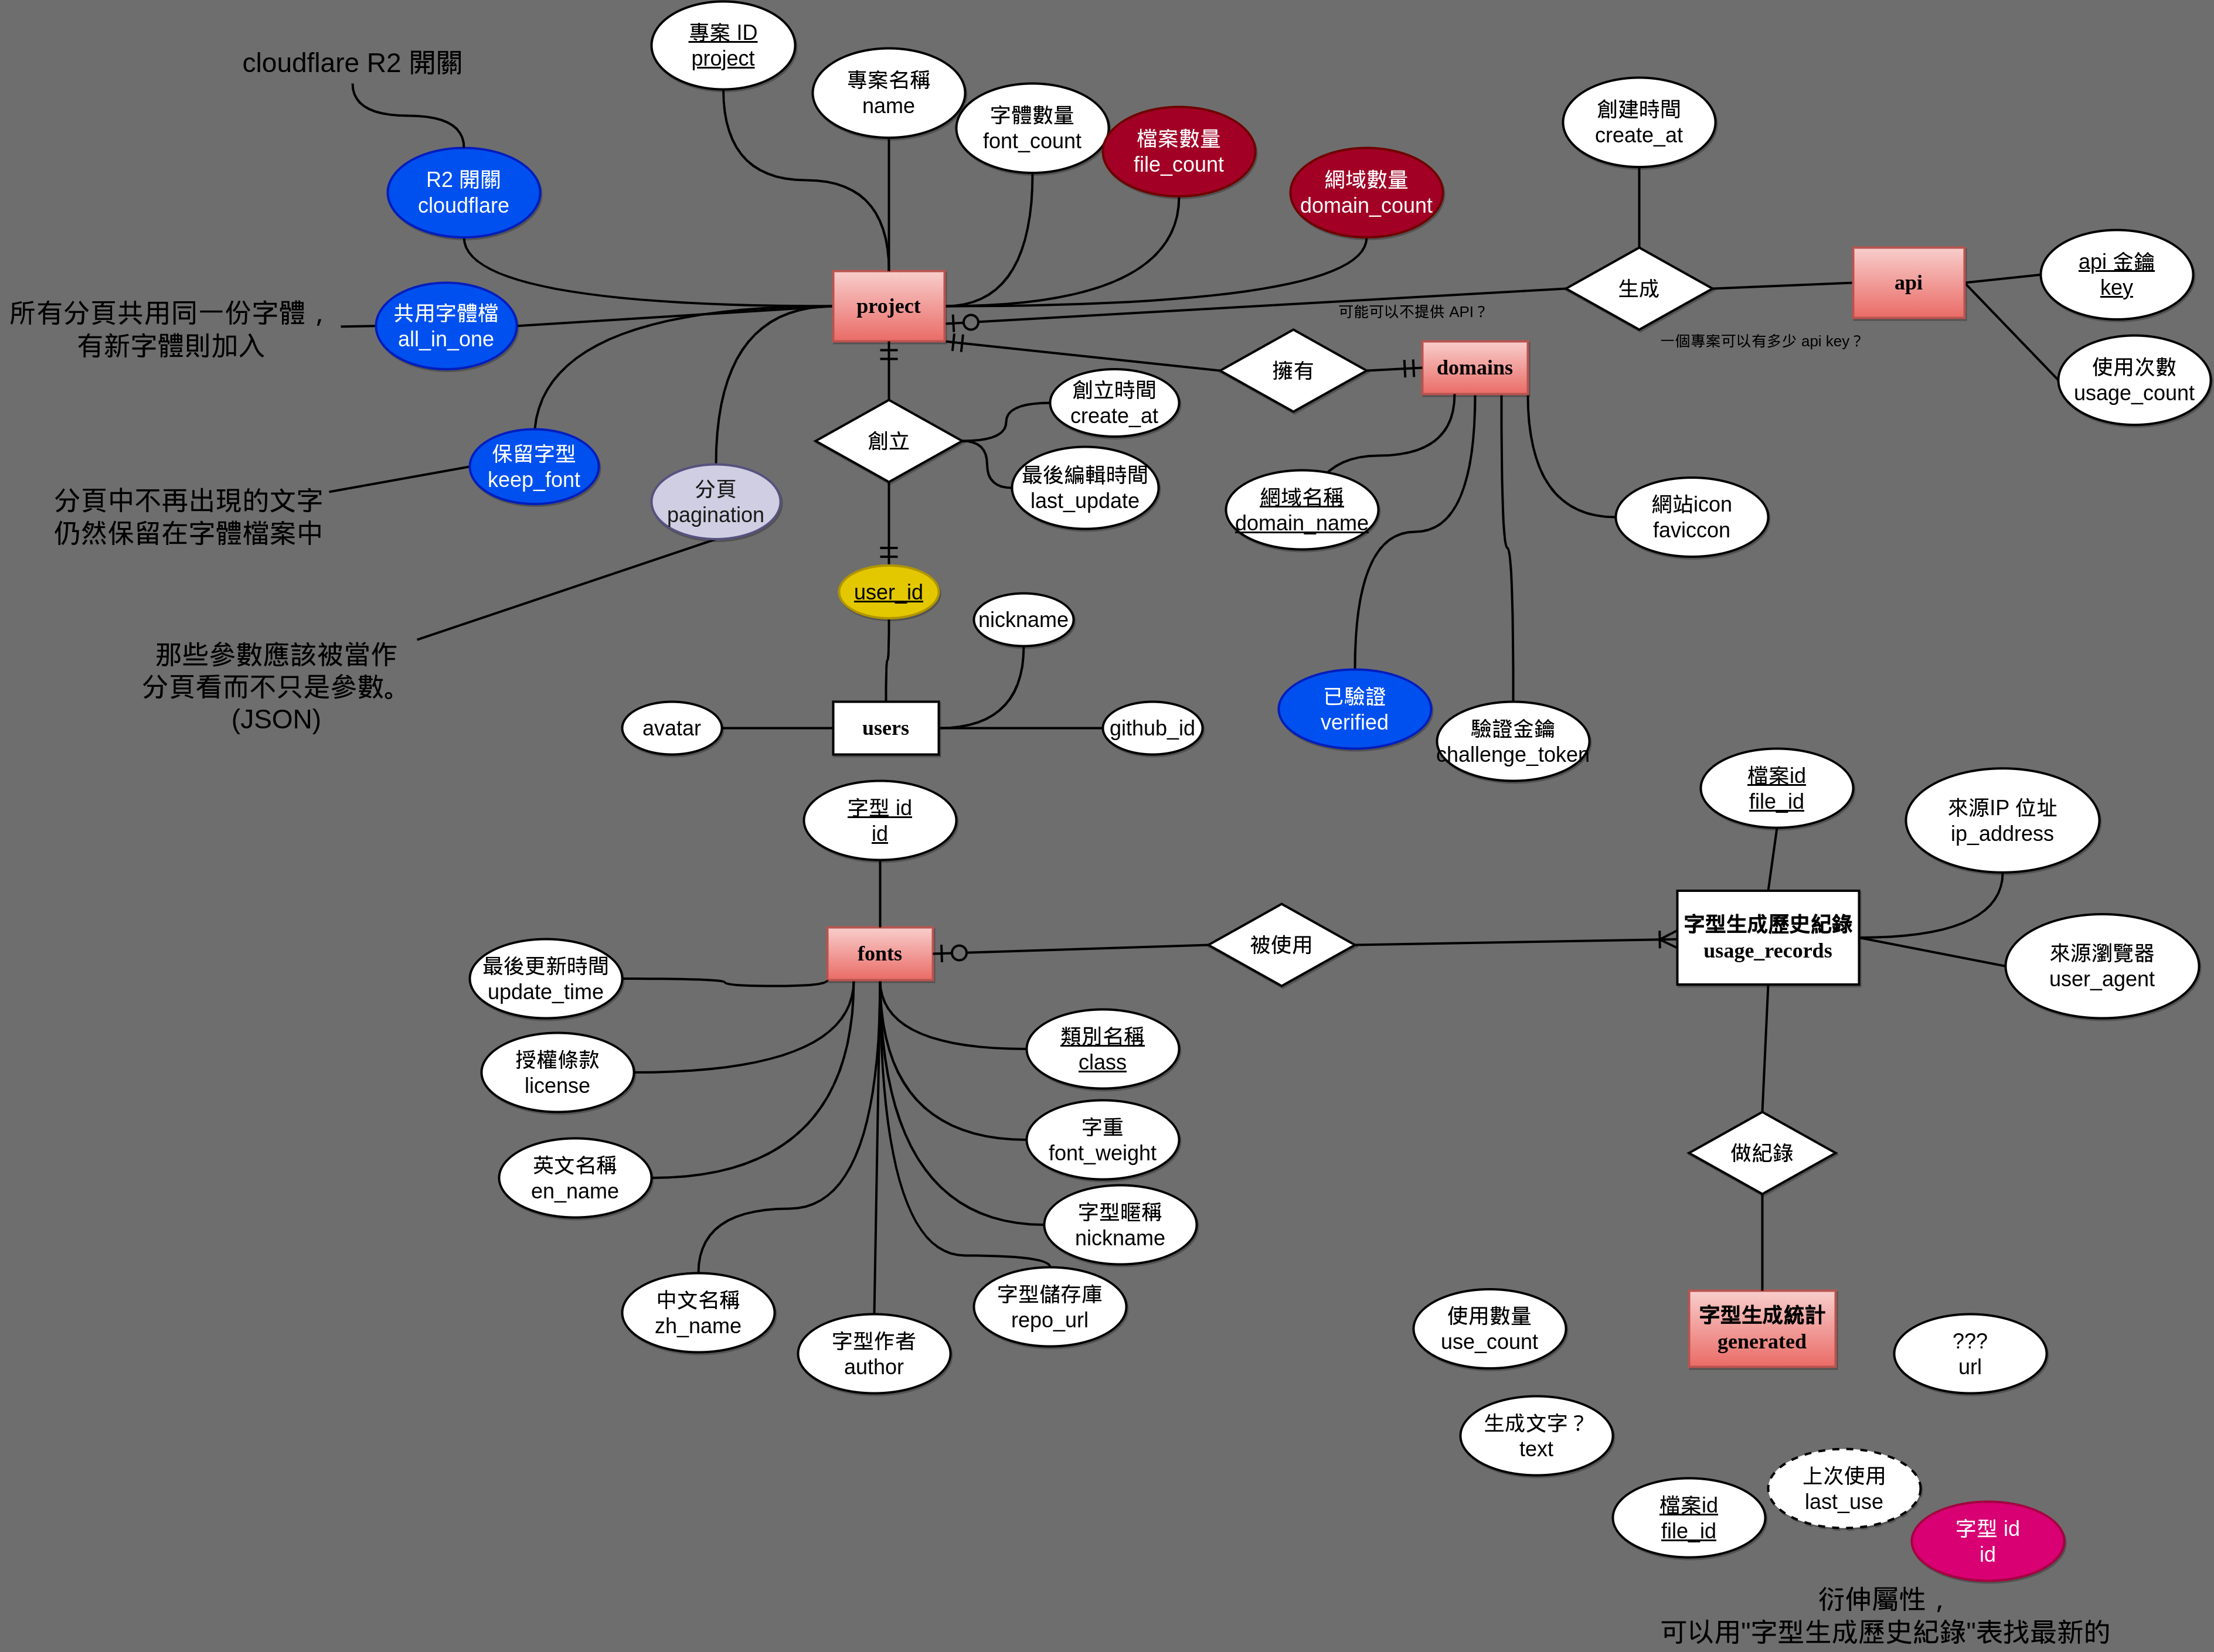 專案 ID
project
cloudflare R2 開關
專案名稱
name
字體數量
font_count
檔案數量
file_count
創建時間
create_at
R2 開關
cloudflare
網域數量
domain_count
api 金鑰
key
生成
api
project
所有分頁共用同一份字體，
有新字體則加入
共用字體檔
all_in_one
可能可以不提供 API？
一個專案可以有多少 api key？
擁有
domains
使用次數
usage_count
創立時間
create_at
創立
最後編輯時間
last_update
保留字型
keep_font
分頁中不再出現的文字
仍然保留在字體檔案中
分頁
pagination
網域名稱
domain_name
網站icon
faviccon
user_id
nickname
那些參數應該被當作
分頁看而不只是參數。
(JSON)
已驗證
verified
avatar
users
github_id
驗證金鑰
challenge_token
檔案id
file_id
字型 id
id
來源IP 位址
ip_address
字型生成歷史紀錄
usage_records
被使用
fonts
來源瀏覽器
user_agent
最後更新時間
update_time
類別名稱
class
授權條款
license
字重
font_weight
做紀錄
英文名稱
en_name
字型暱稱
nickname
中文名稱
zh_name
字型儲存庫
repo_url
字型作者
author
使用數量
use_count
字型生成統計
generated
???
url
生成文字？
text
上次使用
last_use
檔案id
file_id
字型 id
id
衍伸屬性，
可以用"字型生成歷史紀錄"表找最新的